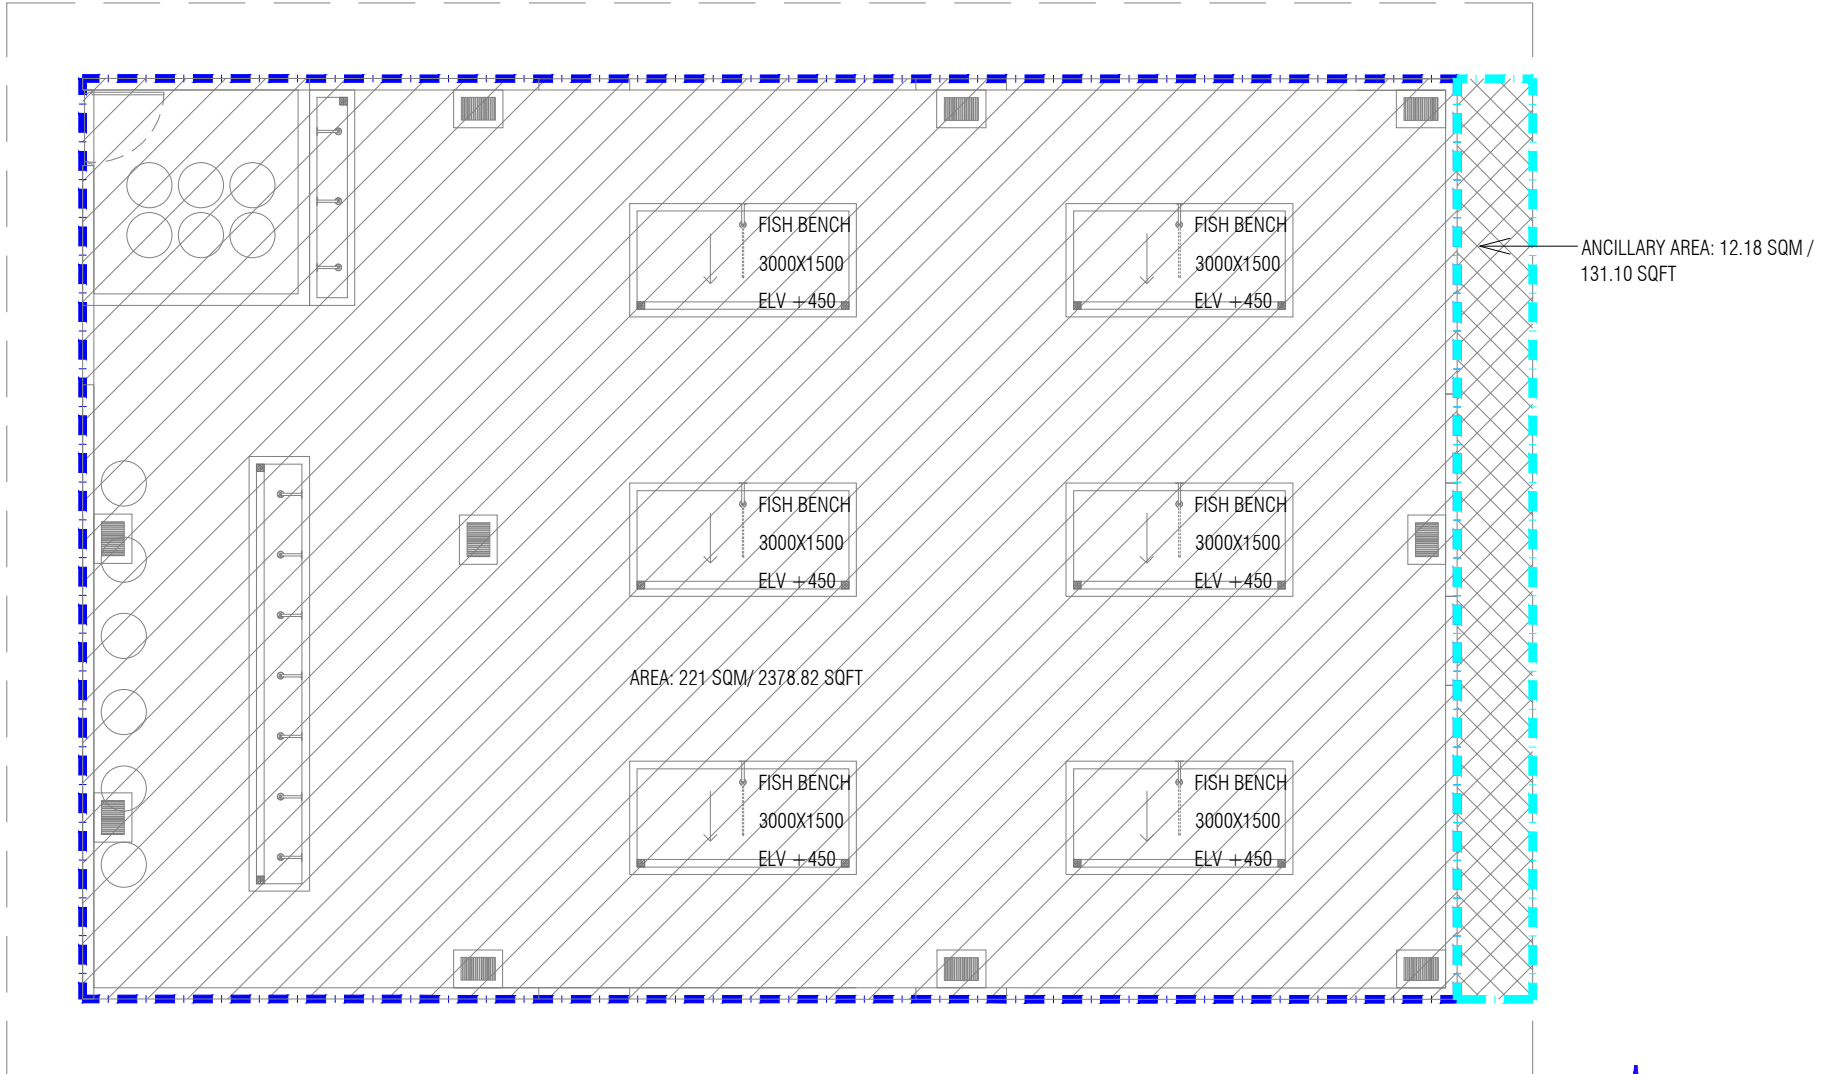 FISH BENCH
3000X1500
ELV +450
FISH BENCH
3000X1500
ELV +450
ANCILLARY AREA: 12.18 SQM /
131.10 SQFT
FISH BENCH
3000X1500
ELV +450
FISH BENCH
3000X1500
ELV +450
AREA: 221 SQM/ 2378.82 SQFT
FISH BENCH
3000X1500
ELV +450
FISH BENCH
3000X1500
ELV +450